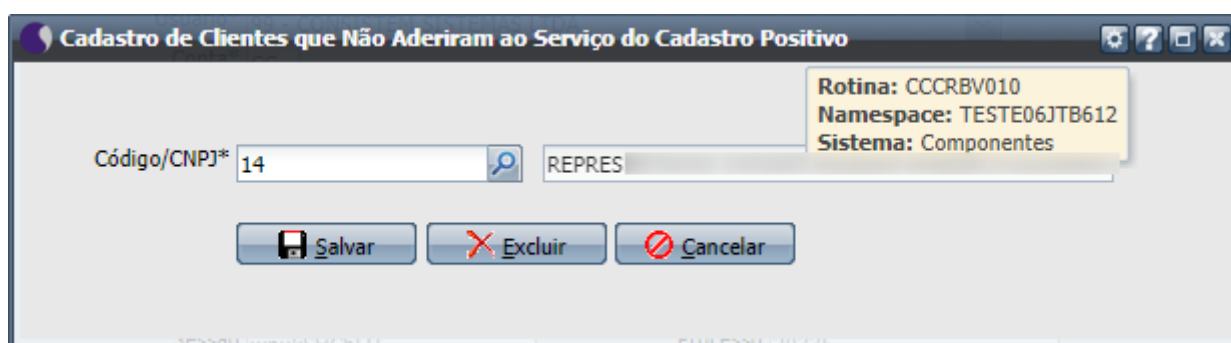 Cadastro de Clientes que Não Aderiram ao Serviço do Cadastro Positivo
Rotina: CCCRBV010
Namespace: TESTE06JTB612
Sistema: Componentes
Código/CNPJ* 14 REPRES
Salvar Excluir Cancelar